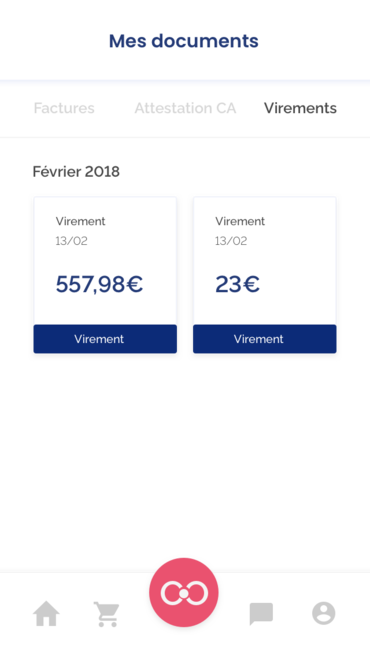 Mes documents
Factures Attestation CA Virements
Février 2018
Virement Virement
13/02 13/02
557,98€ 23€
Virement Virement